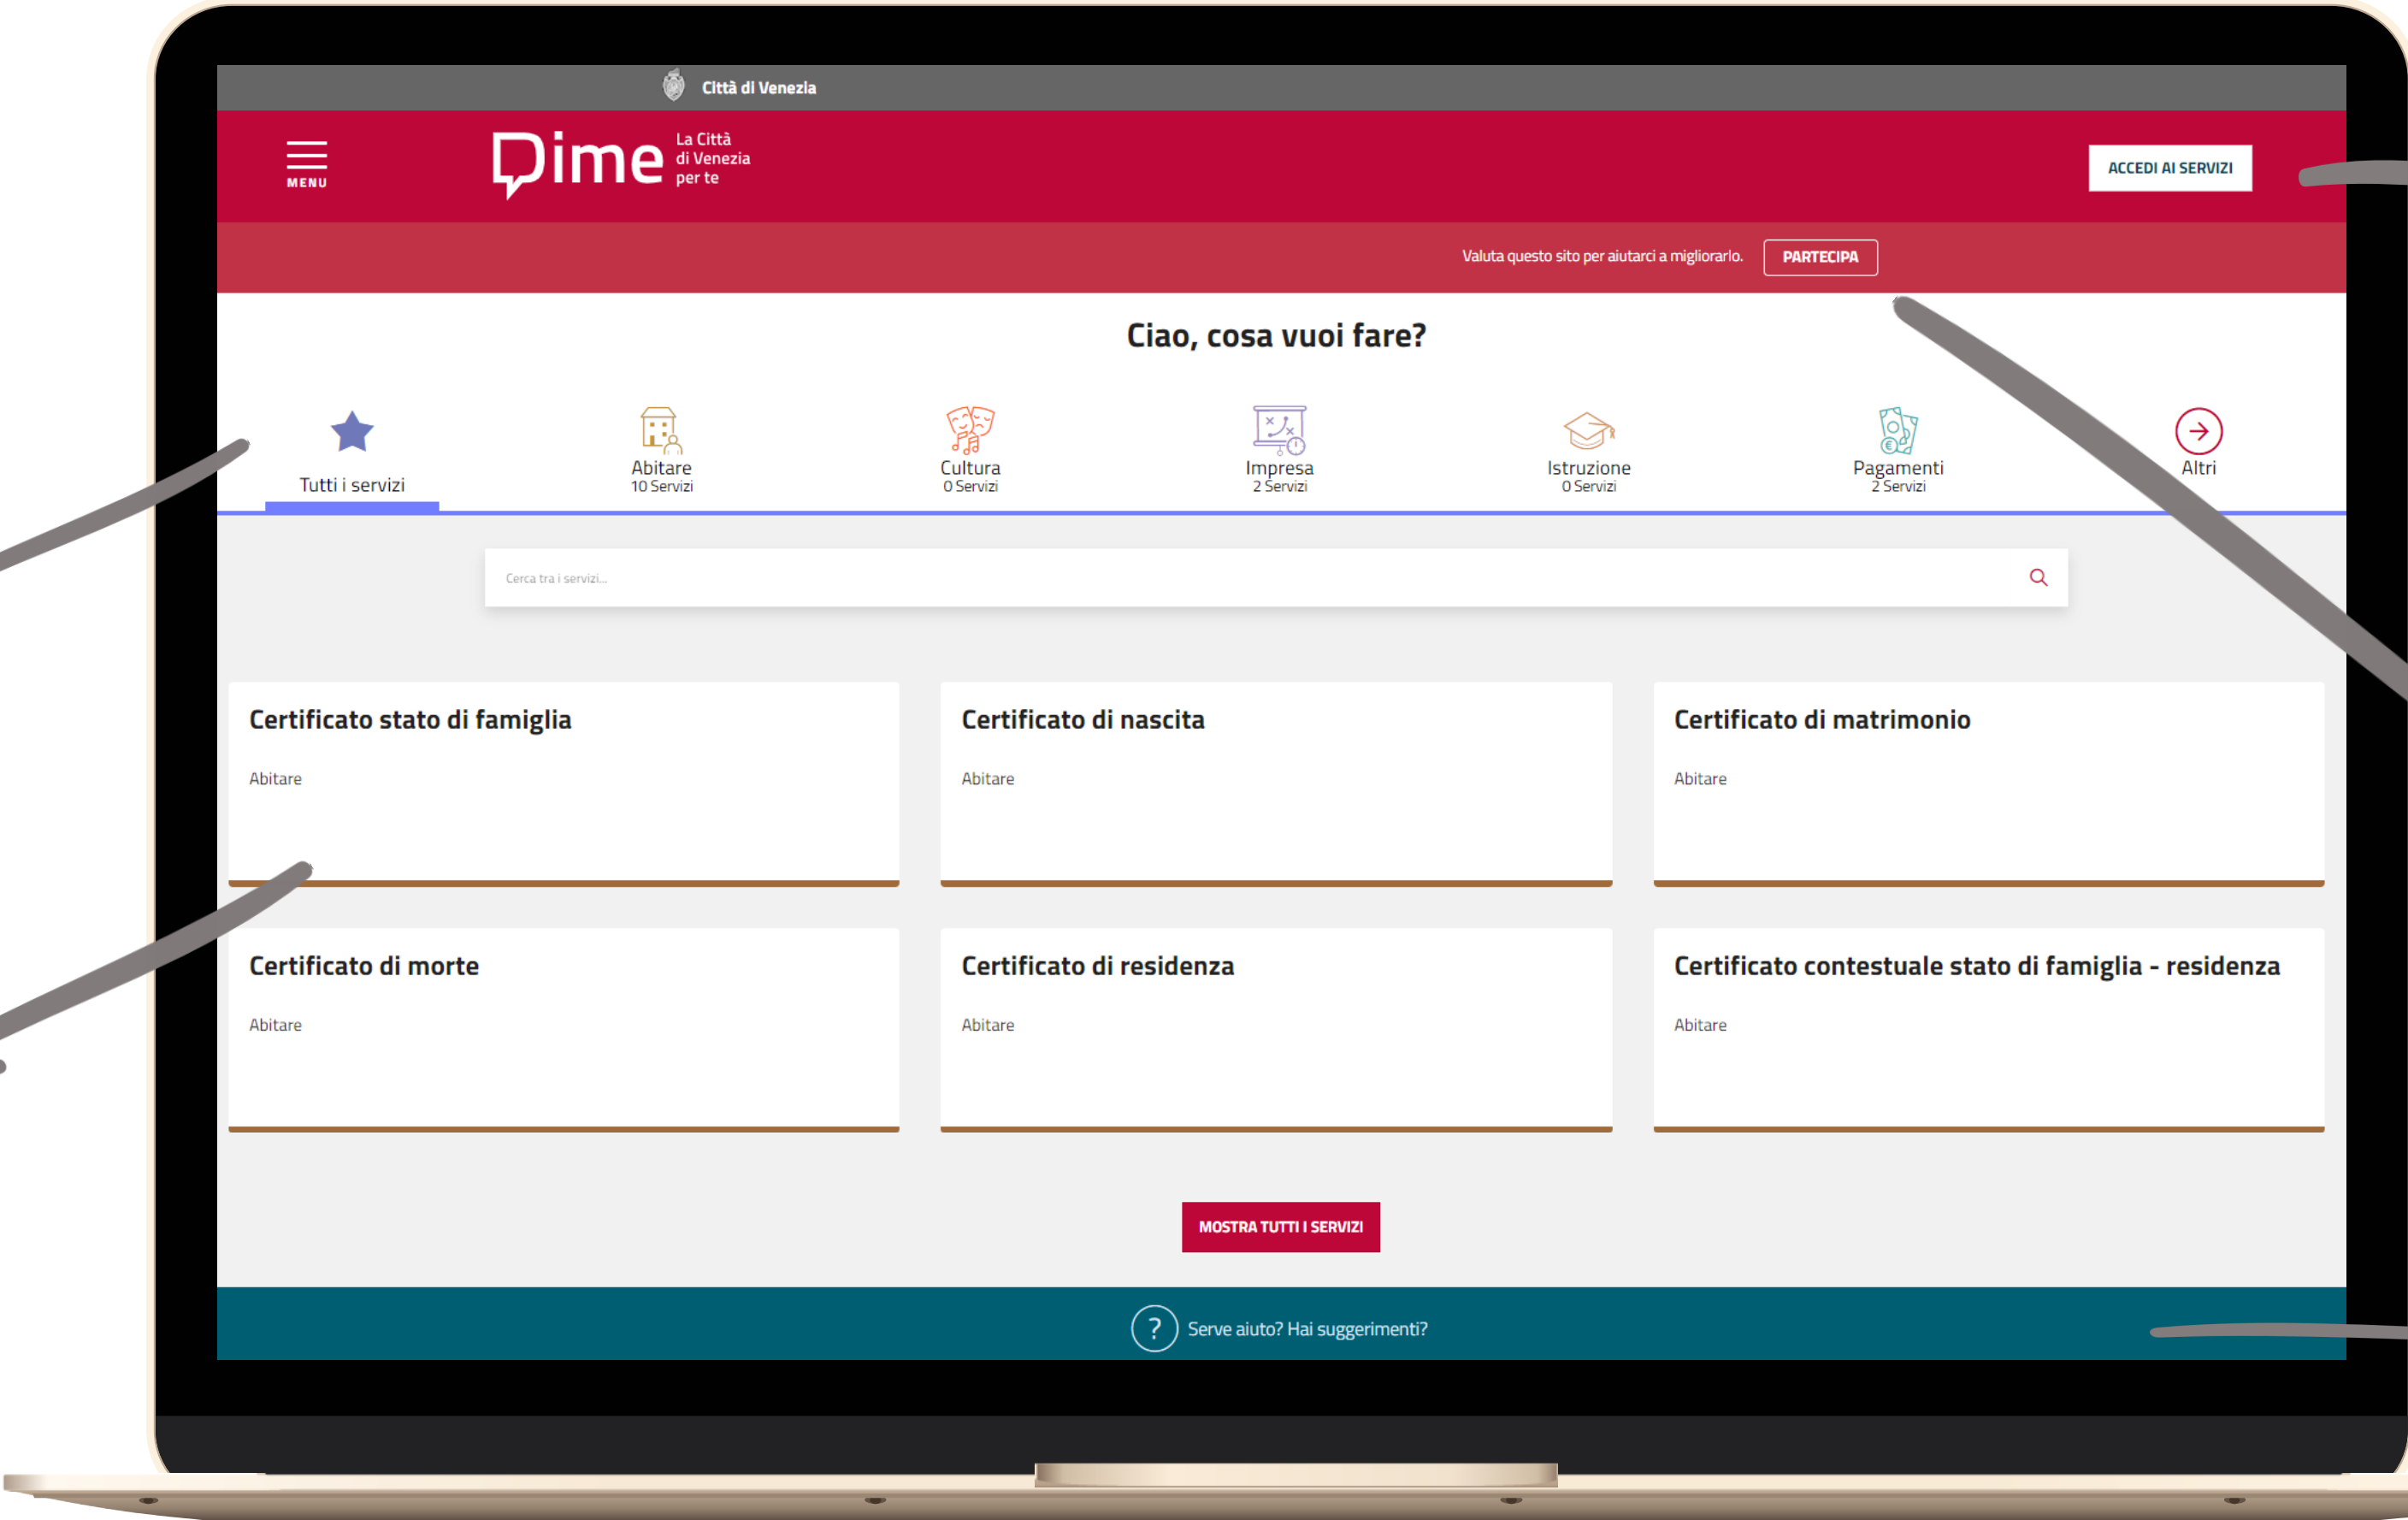 Città di Venezia
MENU
Dime
La Città
di Venezia
per te
ACCEDI AI SERVIZI
Valuta questo sito per aiutarci a migliorarlo.
PARTECIPA
Ciao, cosa vuoi fare?
Tutti i servizi
Abitare
10 Servizi
Cultura
0 Servizi
Impresa
2 Servizi
Istruzione
0 Servizi
Pagamenti
2 Servizi
Altri
Cerca tra i servizi...
Certificato stato di famiglia
Abitare
Certificato di nascita
Abitare
Certificato di matrimonio
Abitare
Certificato di morte
Abitare
Certificato di residenza
Abitare
Certificato contestuale stato di famiglia - residenza
Abitare
MOSTRA TUTTI I SERVIZI
? Serve aiuto? Hai suggerimenti?